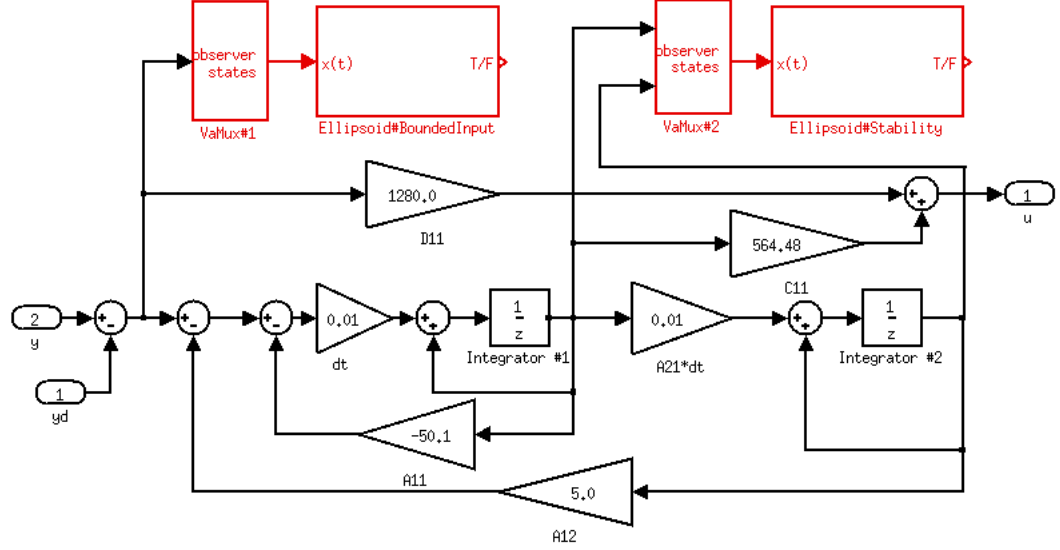 observer
states
x(t)
T/F
observer
states
x(t)
T/F
VaMux#1
Ellipsoid#BoundedInput
VaMux#2
Ellipsoid#Stability
1280.0
D11
+
+
1
u
564.48
C11
2
y
+
-
+
-
+
-
0.01
dt
+
+
1
z
Integrator #1
0.01
A21*dt
+
+
1
z
Integrator #2
1
yd
-50.1
A11
5.0
A12